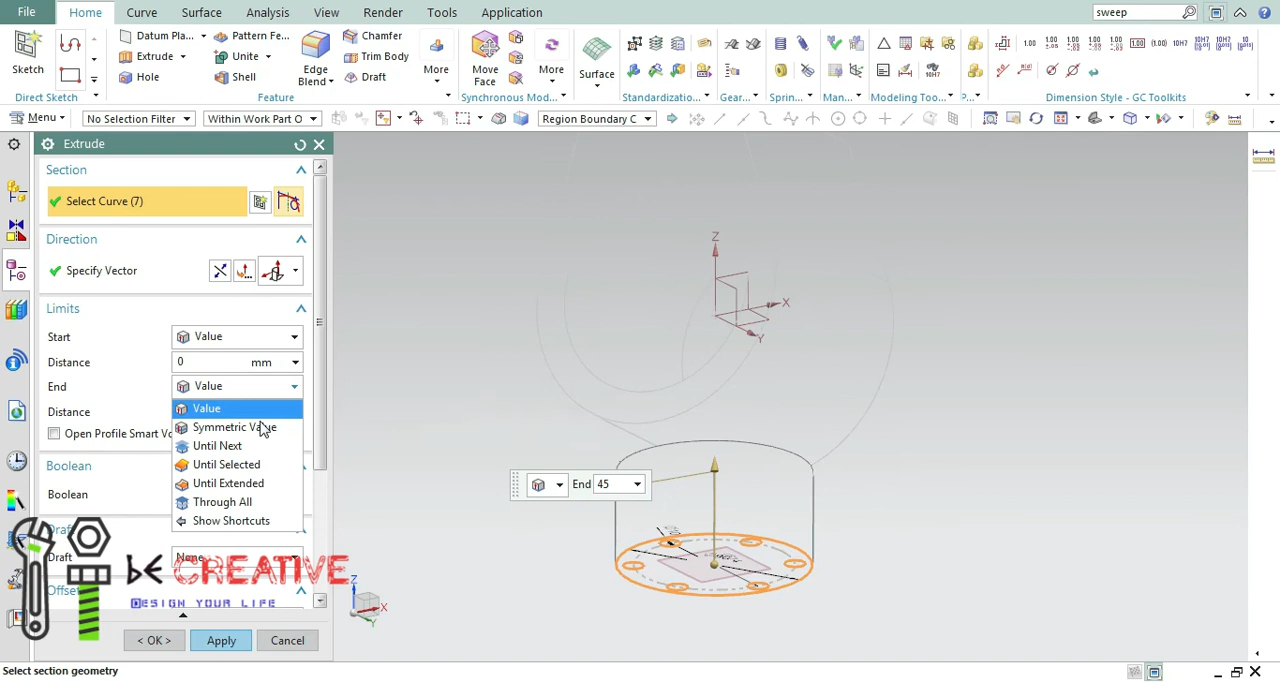 File Home Curve Surface Analysis View Render Tools Application sweep
Datum Pla... Pattern Fe... Chamfer
Sketch Extrude Unite Edge Blend Trim Body More Move Face More Surface
Hole Shell Draft
Direct Sketch Feature Synchronous Mod... Standardizatio... Gear... Sprin... Man... Modeling Too... P... Dimension Style - GC Toolkits
Menu No Selection Filter Within Work Part O Region Boundary C
Extrude
Section
Select Curve (7)
Direction
Specify Vector
Limits
Start Value
Distance 0 mm
End Value
Distance
Value
Symmetric Value
Until Next
Until Selected
Until Extended
Through All
Show Shortcuts
Open Profile Smart Vo
Boolean
Boolean
Draft
Draft None
Offset
< OK > Apply Cancel
End 45
Z
X
Y
Z
X
Y
BE CREATIVE
DESIGN YOUR LIFE
Select section geometry